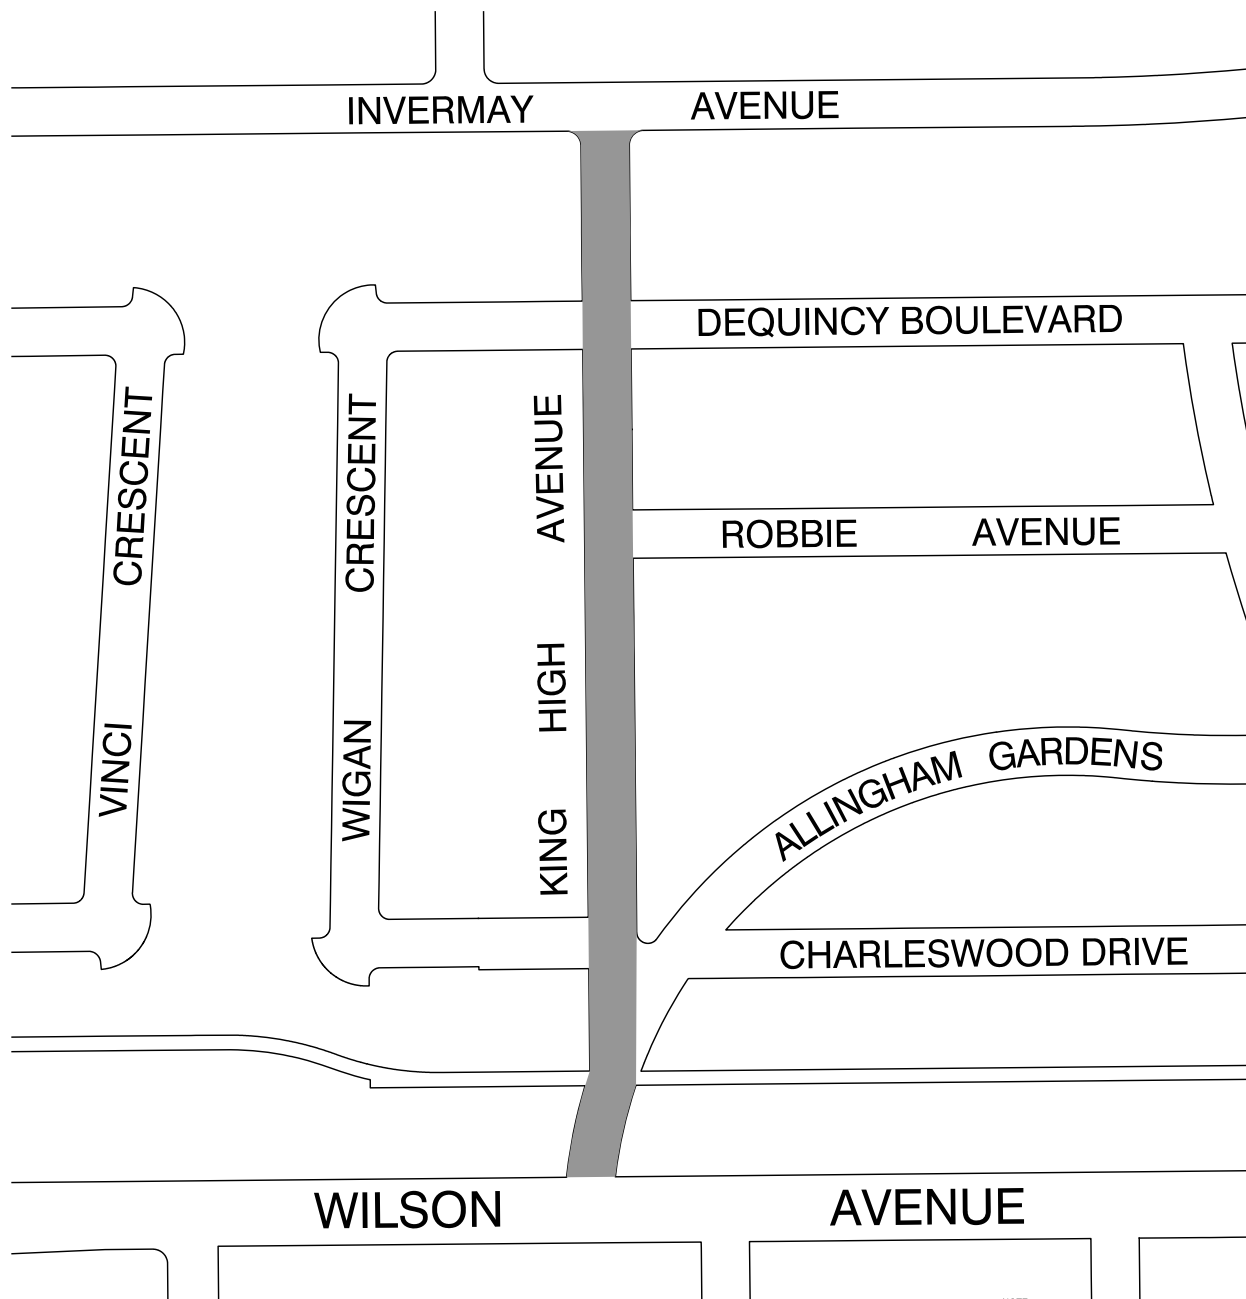 INVERMAY AVENUE
DEQUINCY BOULEVARD
VINCI CRESCENT
WIGAN CRESCENT
KING HIGH AVENUE
ROBBIE AVENUE
ALLINGHAM GARDENS
CHARLESWOOD DRIVE
WILSON AVENUE